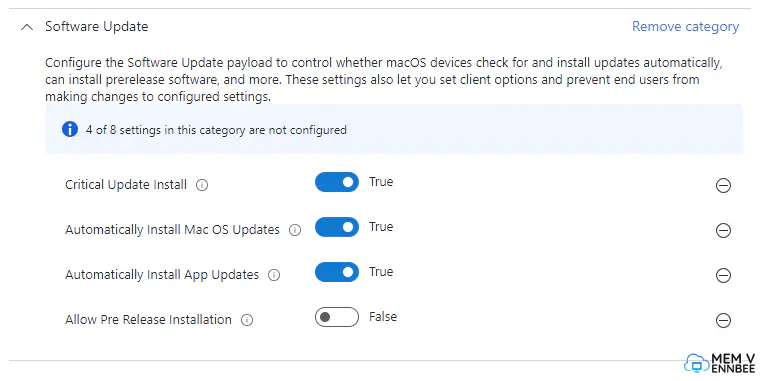 Software Update
Remove category
Configure the Software Update payload to control whether macOS devices check for and install updates automatically,
can install prerelease software, and more. These settings also let you set client options and prevent end users from
making changes to configured settings.
4 of 8 settings in this category are not configured
Critical Update Install
True
Automatically Install Mac OS Updates
True
Automatically Install App Updates
True
Allow Pre Release Installation
False
MEM V
ENNBEE